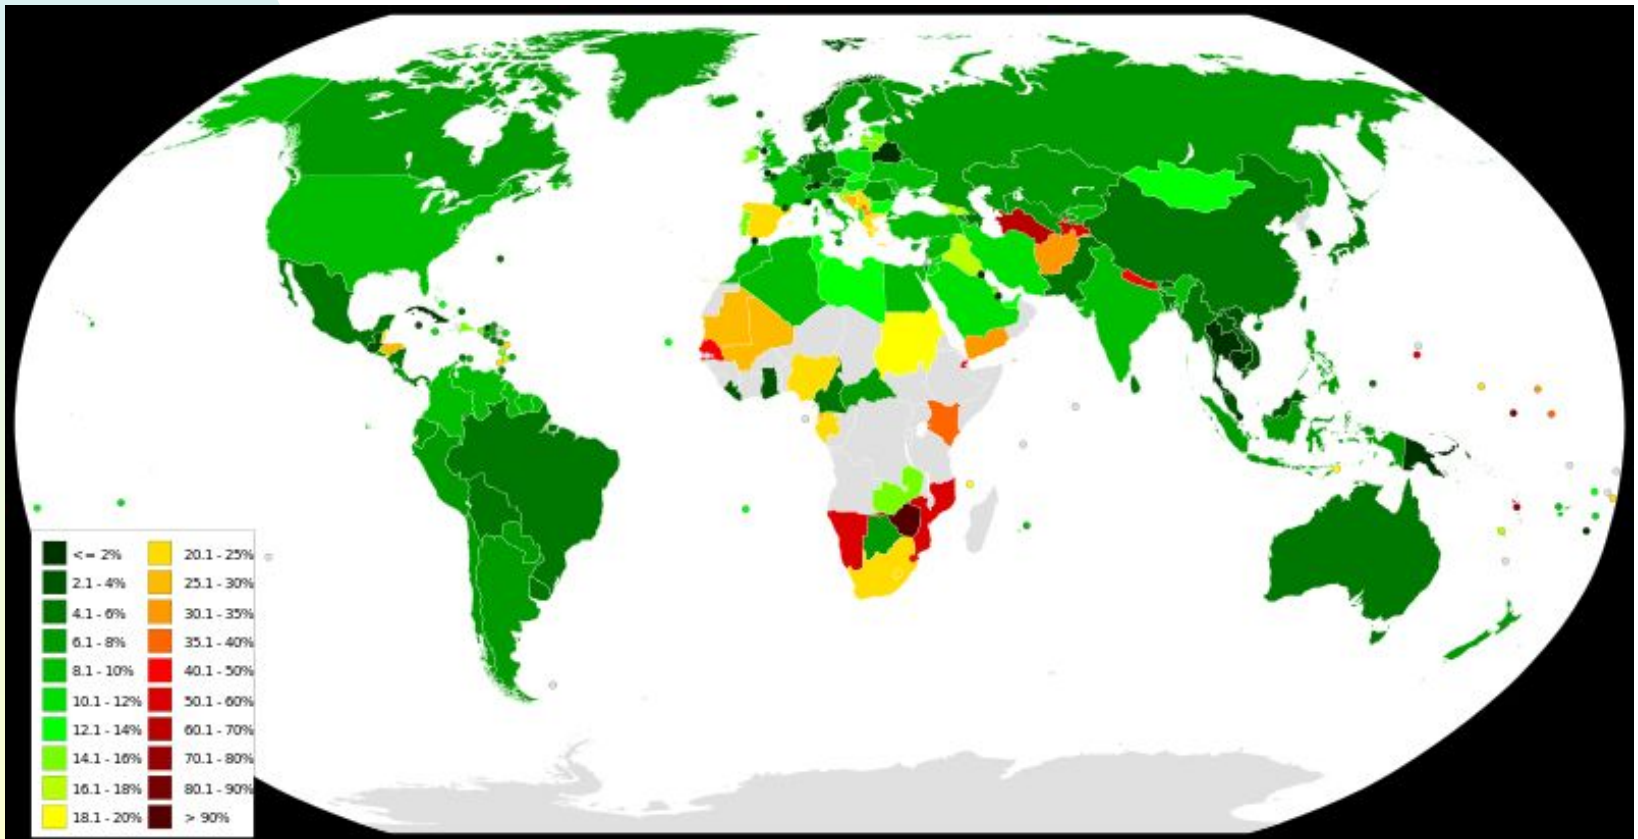 <= 2%
2.1 - 4%
4.1 - 6%
6.1 - 8%
8.1 - 10%
10.1 - 12%
12.1 - 14%
14.1 - 16%
16.1 - 18%
18.1 - 20%
20.1 - 25%
25.1 - 30%
30.1 - 35%
35.1 - 40%
40.1 - 50%
50.1 - 60%
60.1 - 70%
70.1 - 80%
80.1 - 90%
> 90%